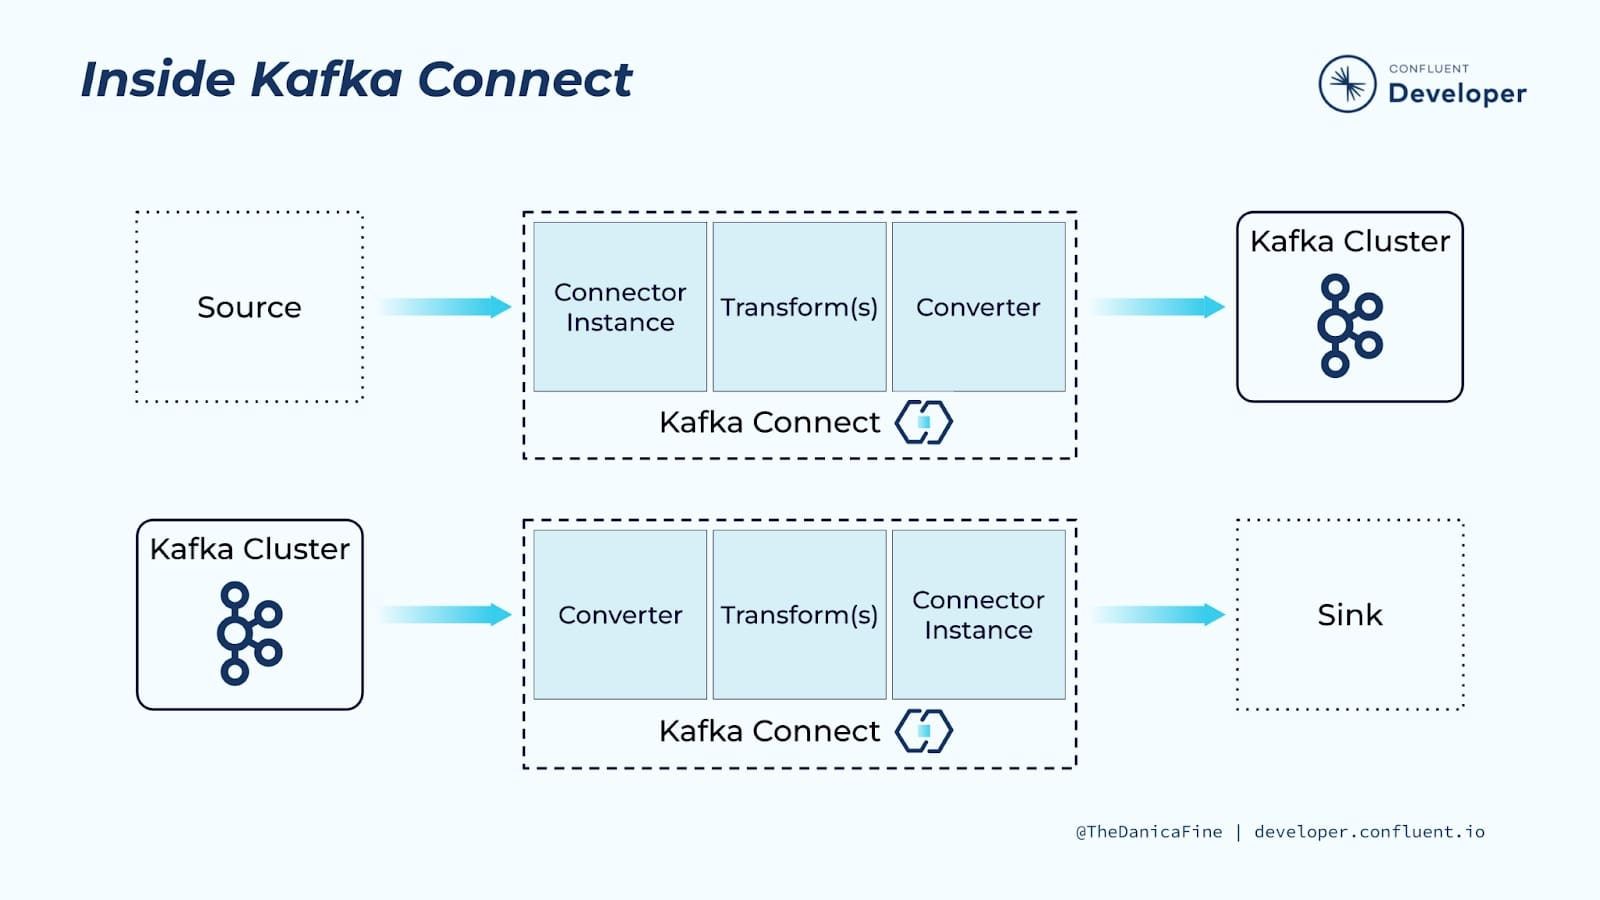 Inside Kafka Connect
CONFLUENT
Developer
Source
Connector
Instance
Transform(s)
Converter
Kafka Connect
Kafka Cluster
Kafka Cluster
Converter
Transform(s)
Connector
Instance
Kafka Connect
Sink
@TheDanicaFine | developer.confluent.io